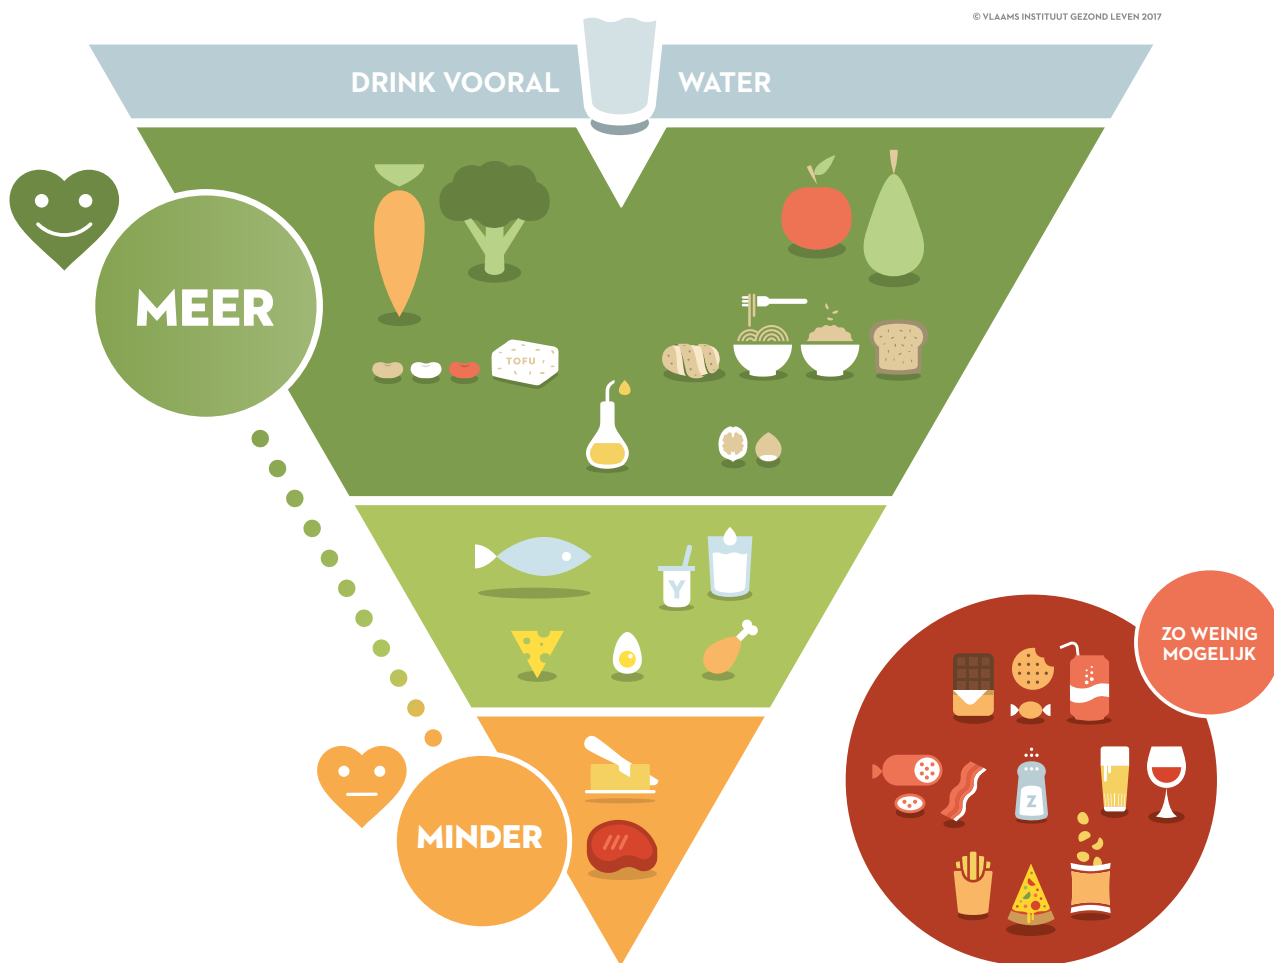 © VLAAMS INSTITUUT GEZOND LEVEN 2017
DRINK VOORAL WATER
MEER
TOFU
Y
ZO WEINIG
MOGELIJK
Z
MINDER